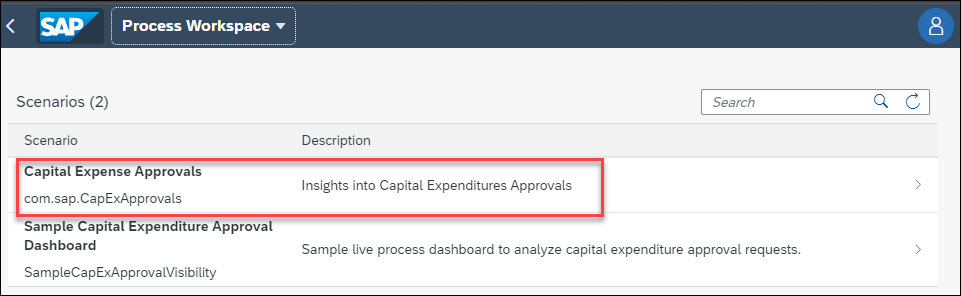 SAP Process Workspace
Scenarios (2) Search
Scenario Description
Capital Expense Approvals
com.sap.CapExApprovals
Insights into Capital Expenditures Approvals
Sample Capital Expenditure Approval
Dashboard
SampleCapExApprovalVisibility
Sample live process dashboard to analyze capital expenditure approval requests.